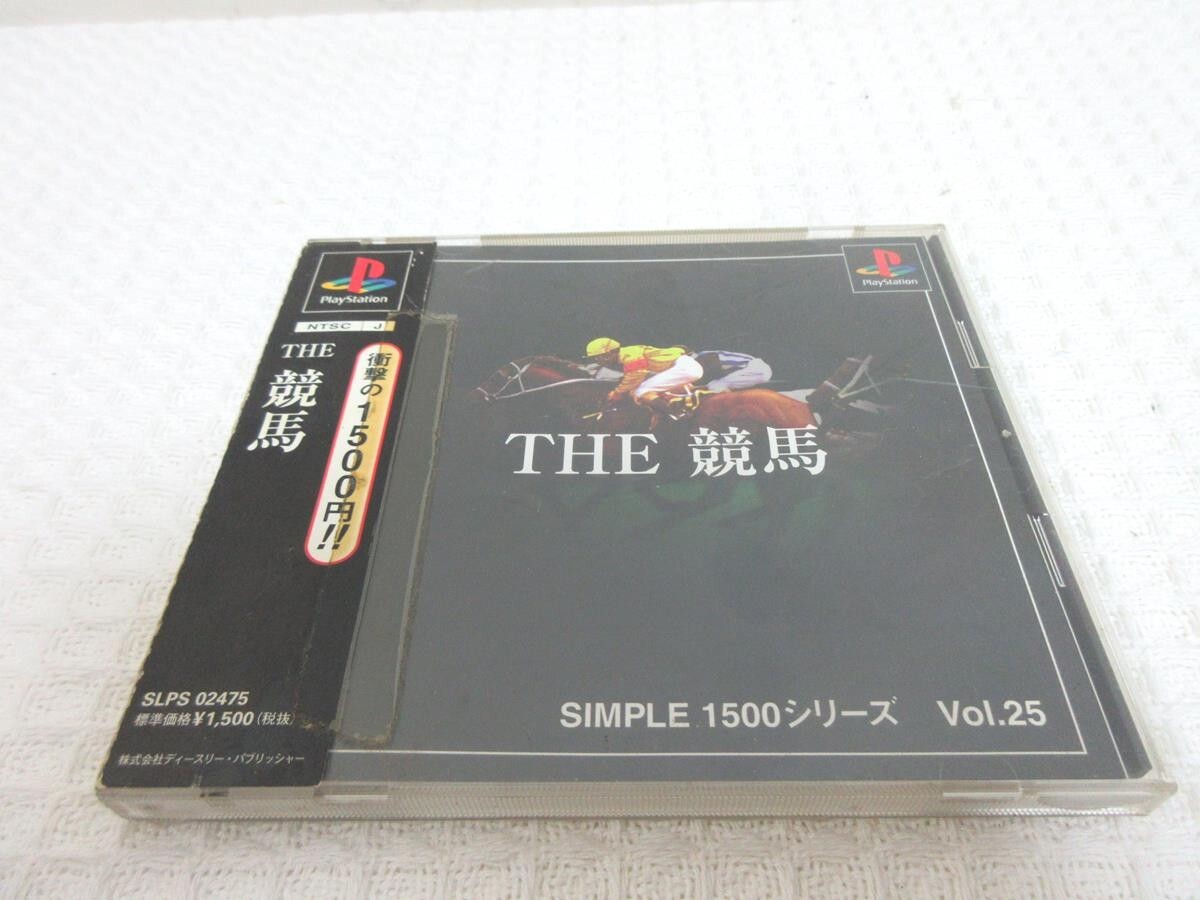 PlayStation
NTSC J
THE
競馬
衝撃の1500円!!
SLPS 02475
標準価格¥1,500(税抜)
株式会社ディースリー・パブリッシャー
PlayStation
THE 競馬
SIMPLE 1500シリーズ Vol.25